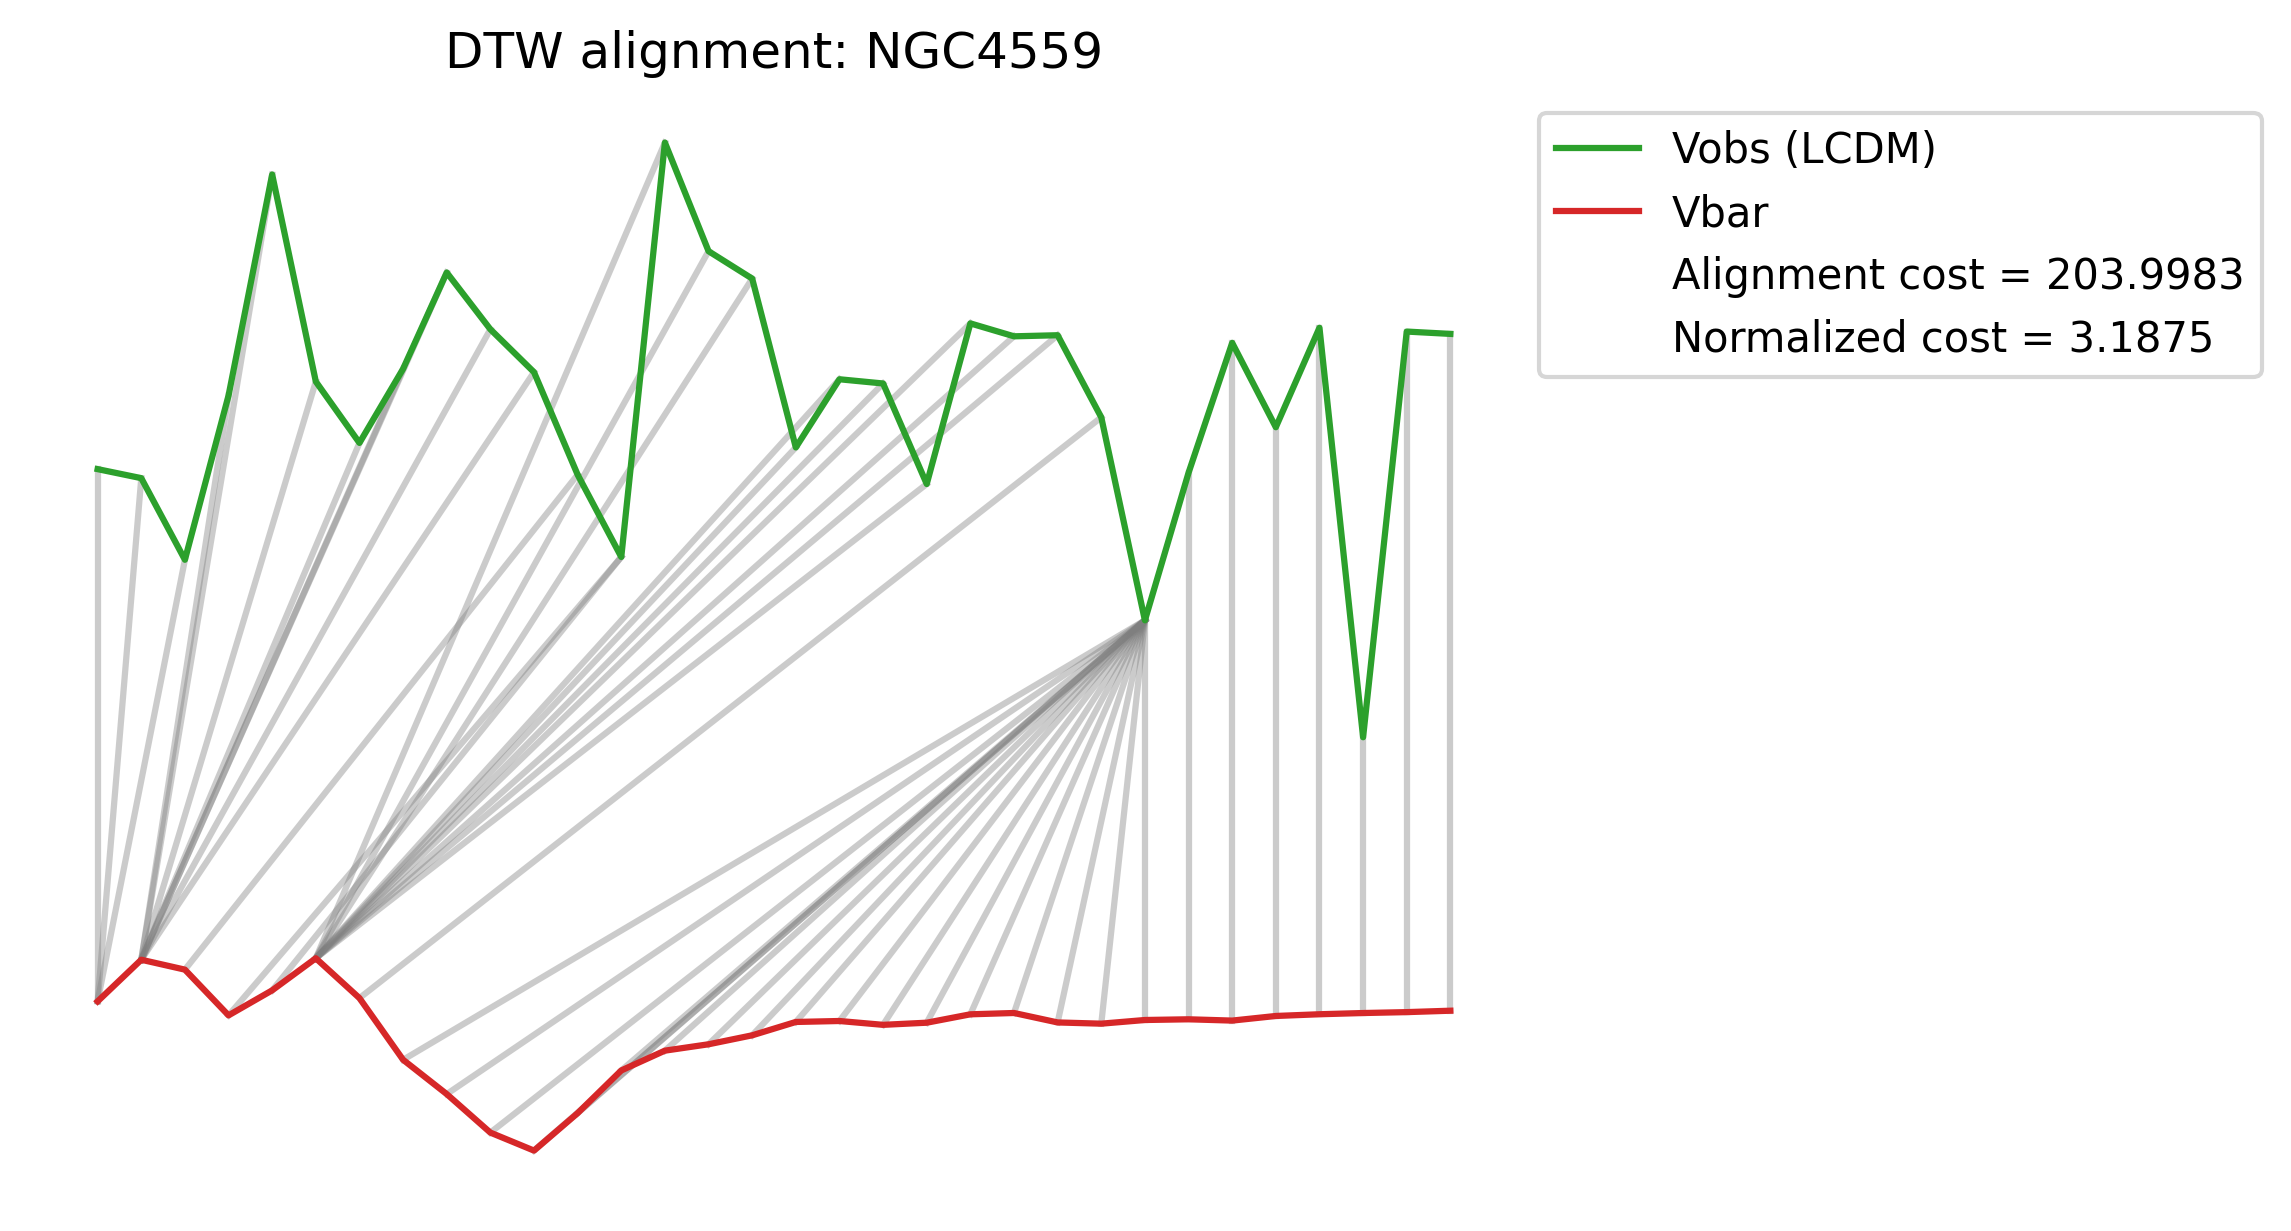 DTW alignment: NGC4559
Vobs (LCDM)
Vbar
Alignment cost = 203.9983
Normalized cost = 3.1875